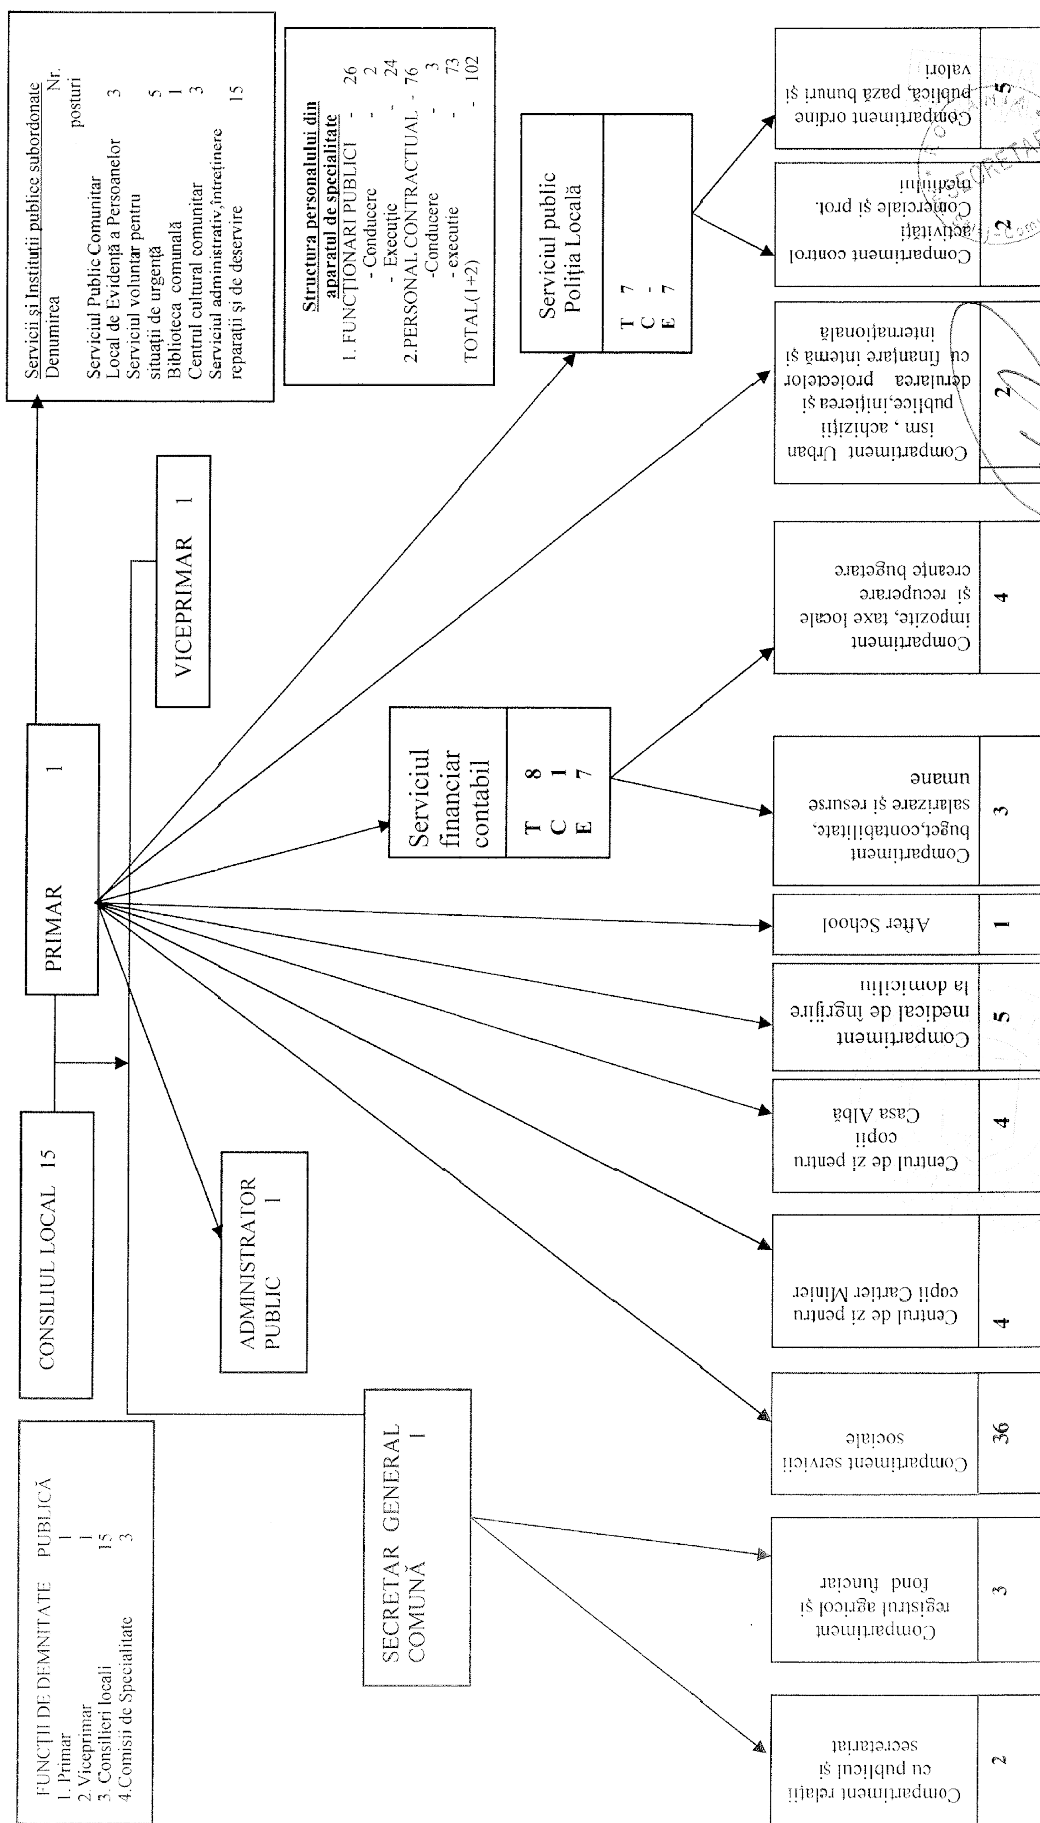 FUNCȚII DE DEMNITATE PUBLICĂ
1. Primar 1
2. Viceprimar 1
3. Consilieri locali 15
4.Comisii de Specialitate 3
CONSILIUL LOCAL 15
PRIMAR 1
VICEPRIMAR 1
Servicii și Instituții publice subordonate
Denumirea Nr.
posturi
Serviciul Public Comunitar
Local de Evidență a Persoanelor 3
Serviciul voluntar pentru
situații de urgență 5
Biblioteca comunală 1
Centrul cultural comunitar 3
Serviciul administrativ,întreținere
reparații și de deservire 15
Structura personalului din
aparatul de specialitate
1. FUNCȚIONARI PUBLICI - 26
- Conducere - 2
- Execuție - 24
2.PERSONAL CONTRACTUAL - 76
-Conducere - 3
- executie - 73
TOTAL(1+2) - 102
ADMINISTRATOR
PUBLIC 1
SECRETAR GENERAL
COMUNĂ 1
Serviciul
financiar
contabil
T 8
C 1
E 7
Serviciul public
Poliția Locală
T 7
C -
E 7
Compartiment relații
cu publicul și
secretariat
2
Compartiment
registrul agricol și
fond funciar
3
Compartiment servicii
sociale
36
Centrul de zi pentru
copii Cartier Minier
4
Centrul de zi pentru
copii
Casa Albă
4
Compartiment
medical de îngrijire
la domiciliu
5
After School
1
Compartiment
buget,contabilitate,
salarizare și resurse
umane
3
Compartiment
impozite, taxe locale
și recuperare
creanțe bugetare
4
Compartiment Urban
ism , achiziții
publice,inițierea și
derularea proiectelor
cu finanțare internă și
internațională
2
Compartiment control
activități
Comerciale și prot.
mediului
2
Compartiment ordine
publică, pază bunuri și
valori
5
SECRETAR